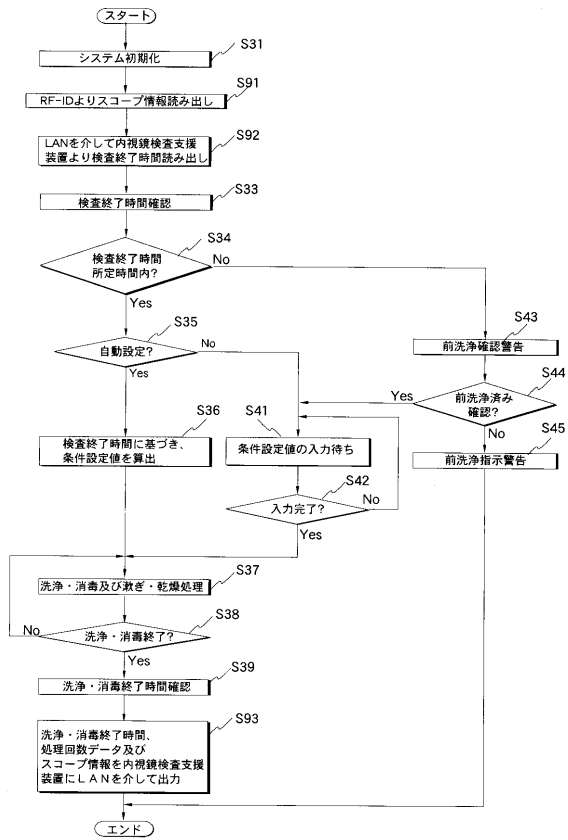 スタート
S31
システム初期化
S91
RF-IDよりスコープ情報読み出し
S92
LANを介して内視鏡検査支援
装置より検査終了時間読み出し
S33
検査終了時間確認
S34
検査終了時間
所定時間内?
No
Yes
S35
自動設定?
No
Yes
S43
前洗浄確認警告
S44
前洗浄済み
確認?
Yes
No
S45
前洗浄指示警告
S36
検査終了時間に基づき、
条件設定値を算出
S41
条件設定値の入力待ち
S42
入力完了?
No
Yes
S37
洗浄・消毒及び漱ぎ・乾燥処理
S38
洗浄・消毒終了?
No
Yes
S39
洗浄・消毒終了時間確認
S93
洗浄・消毒終了時間、
処理回数データ及び
スコープ情報を内視鏡検査支援
装置にLANを介して出力
エンド